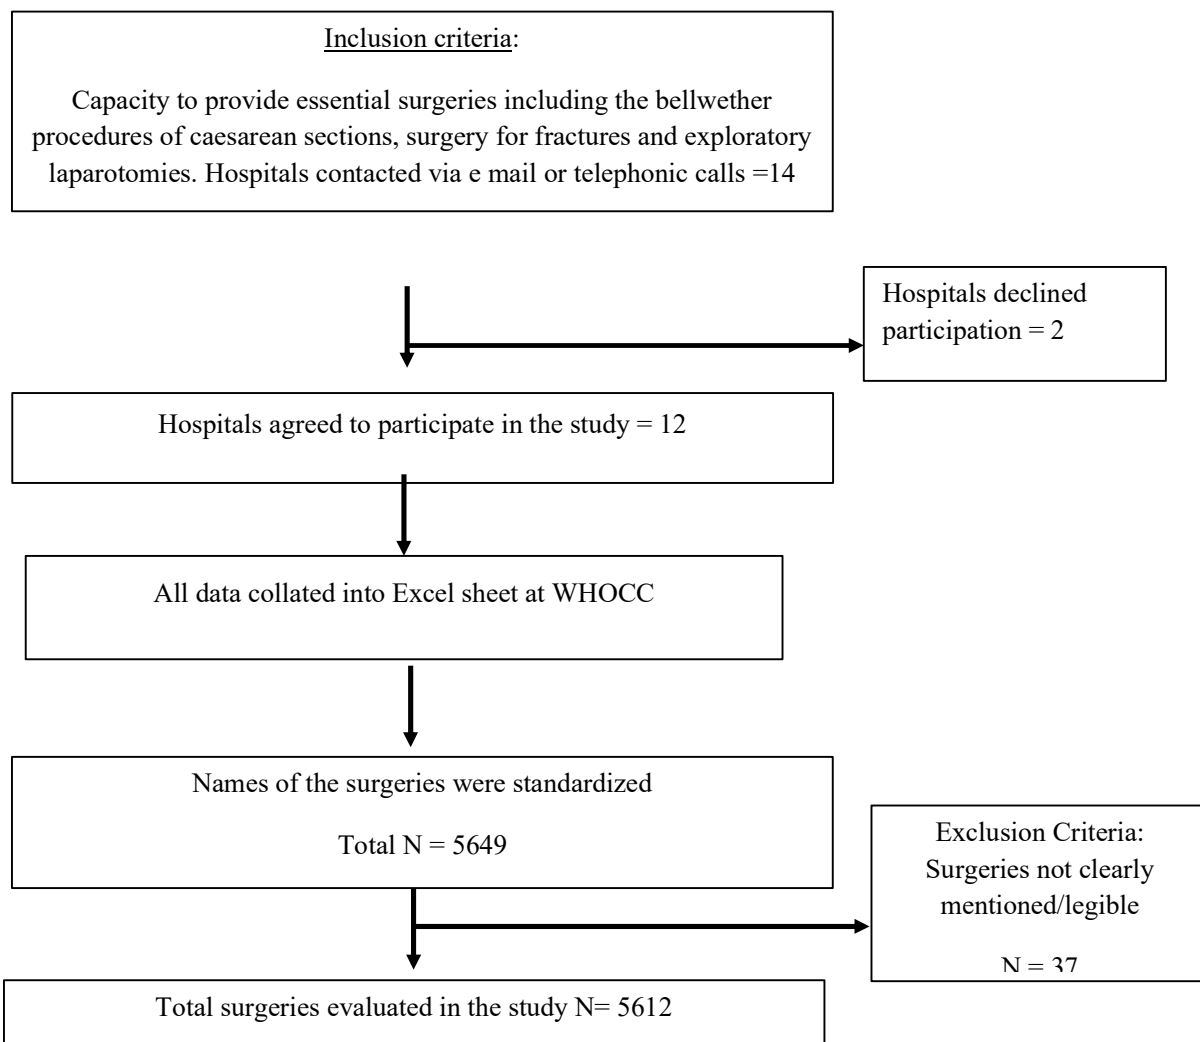 Inclusion criteria:
Capacity to provide essential surgeries including the bellwether
procedures of caesarean sections, surgery for fractures and exploratory
laparotomies. Hospitals contacted via e mail or telephonic calls =14
Hospitals declined
participation = 2
Hospitals agreed to participate in the study = 12
All data collated into Excel sheet at WHOCC
Names of the surgeries were standardized
Total N = 5649
Exclusion Criteria:
Surgeries not clearly
mentioned/legible
N = 37
Total surgeries evaluated in the study N= 5612